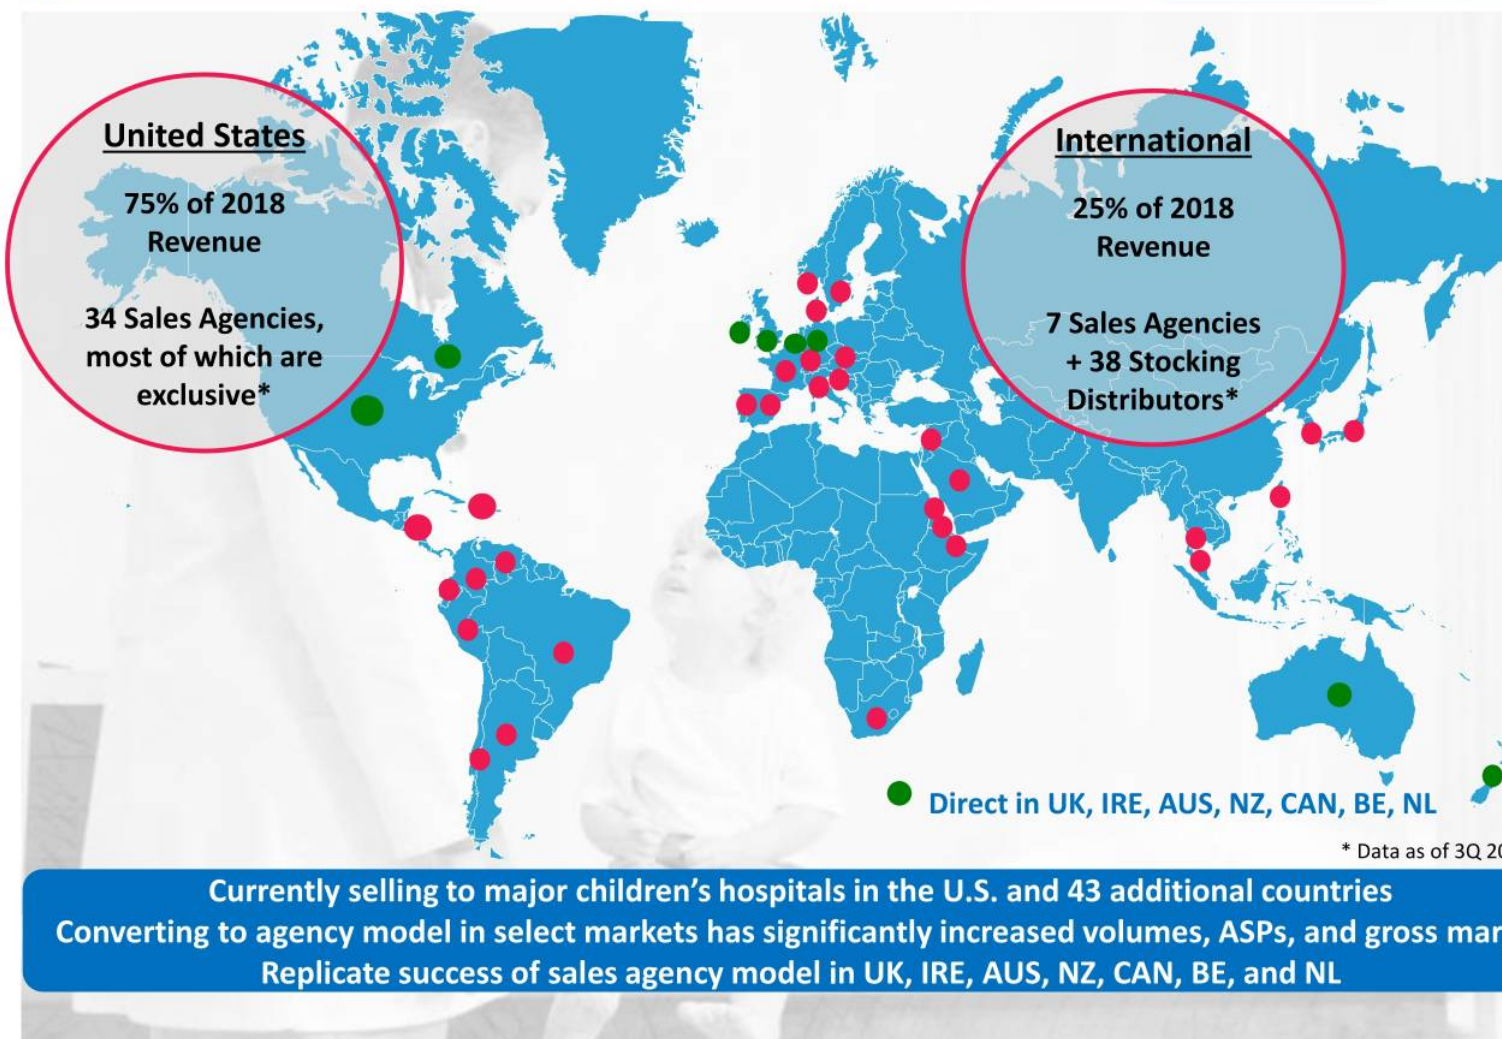 United States
75% of 2018
Revenue
34 Sales Agencies,
most of which are
exclusive*
International
25% of 2018
Revenue
7 Sales Agencies
+ 38 Stocking
Distributors*
Direct in UK, IRE, AUS, NZ, CAN, BE, NL
* Data as of 3Q
Currently selling to major children’s hospitals in the U.S. and 43 additional countries
Converting to agency model in select markets has significantly increased volumes, ASPs, and gross
Replicate success of sales agency model in UK, IRE, AUS, NZ, CAN, BE, and NL